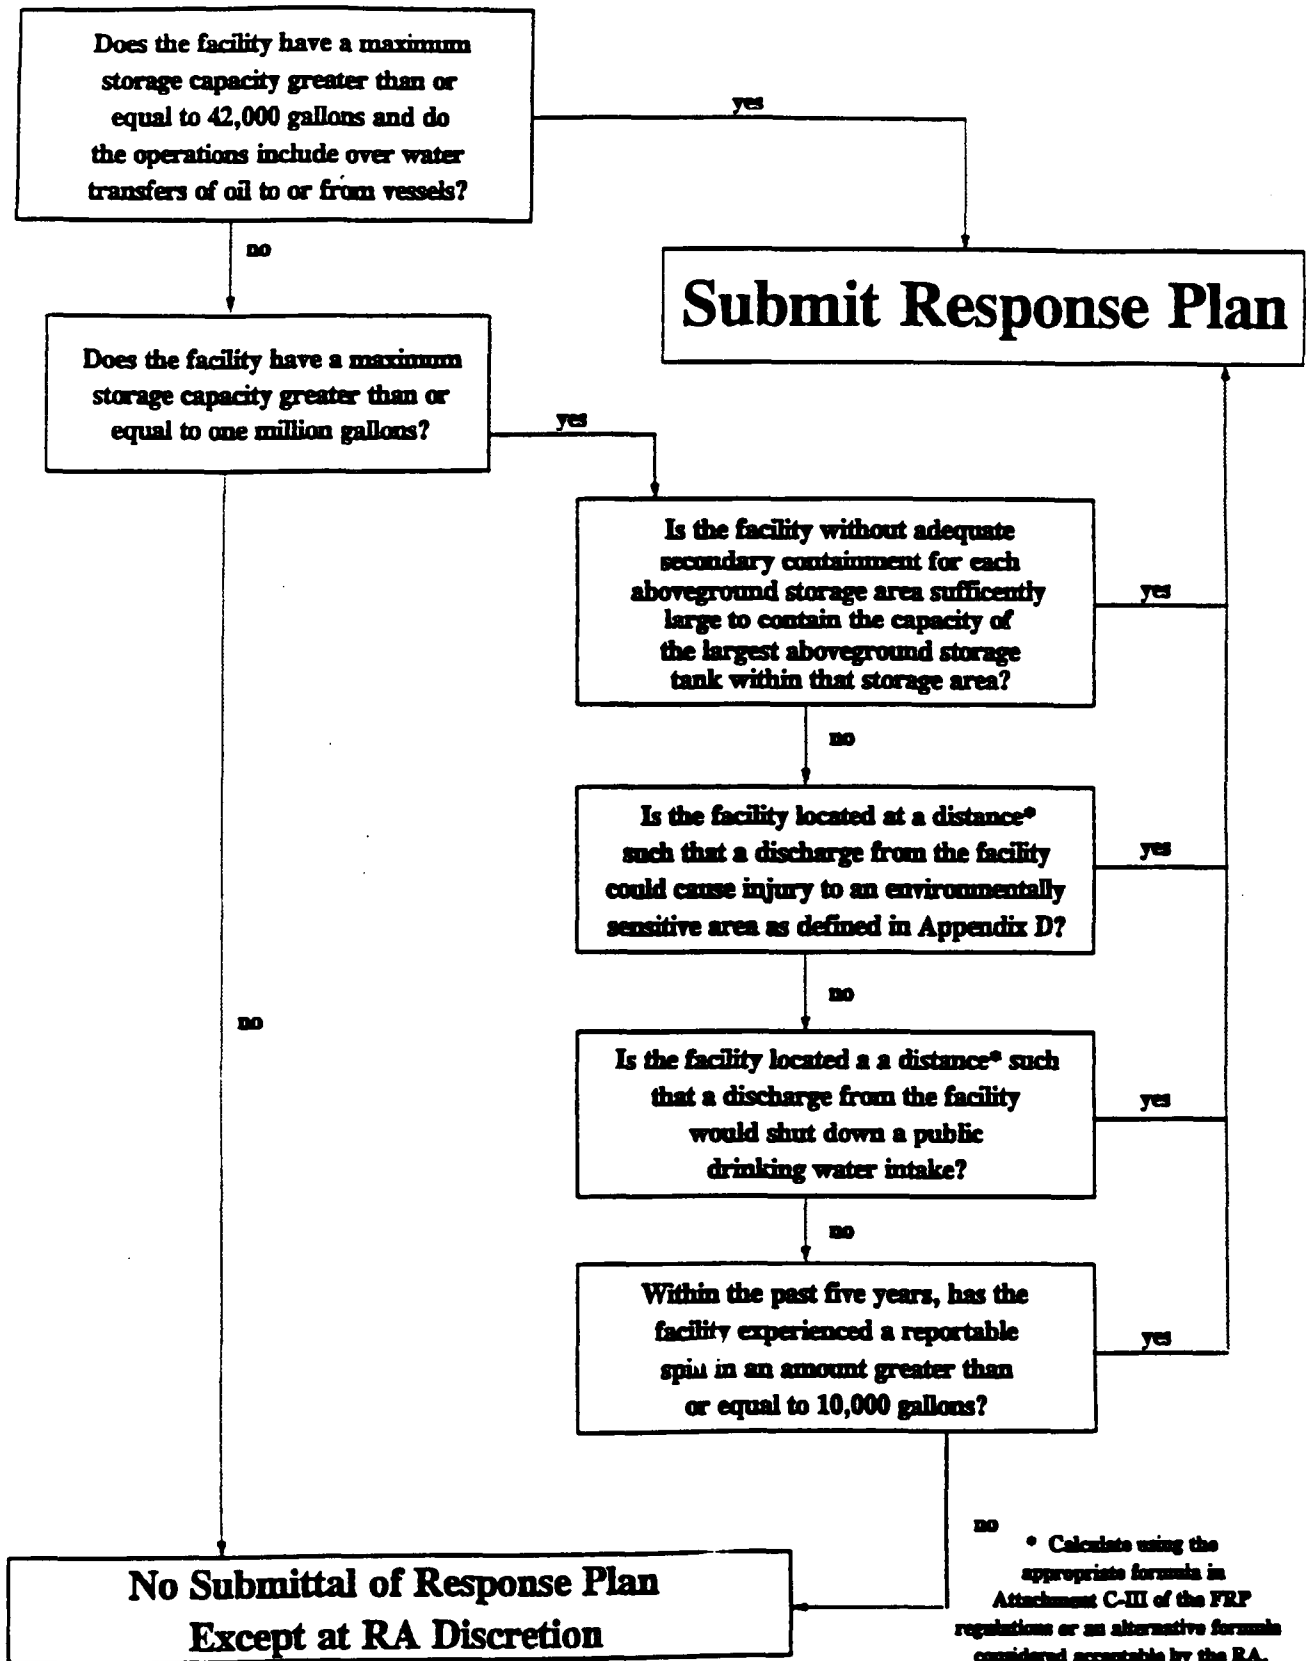 Does the facility have a maximum
storage capacity greater than or
equal to 42,000 gallons and do
the operations include over water
transfers of oil to or from vessels?
yes
no
Submit Response Plan
Does the facility have a maximum
storage capacity greater than or
equal to one million gallons?
yes
Is the facility without adequate
secondary containment for each
aboveground storage area sufficently
large to contain the capacity of
the largest aboveground storage
tank within that storage area?
yes
no
Is the facility located at a distance*
such that a discharge from the facility
could cause injury to an environmentally
sensitive area as defined in Appendix D?
yes
no
no
Is the facility located a a distance* such
that a discharge from the facility
would shut down a public
drinking water intake?
yes
no
Within the past five years, has the
facility experienced a reportable
spill in an amount greater than
or equal to 10,000 gallons?
yes
no
No Submittal of Response Plan
Except at RA Discretion
* Calculate using the
appropriate formula in
Attachment C-III of the FRP
regulations or an alternative formula
considered acceptable by the RA.